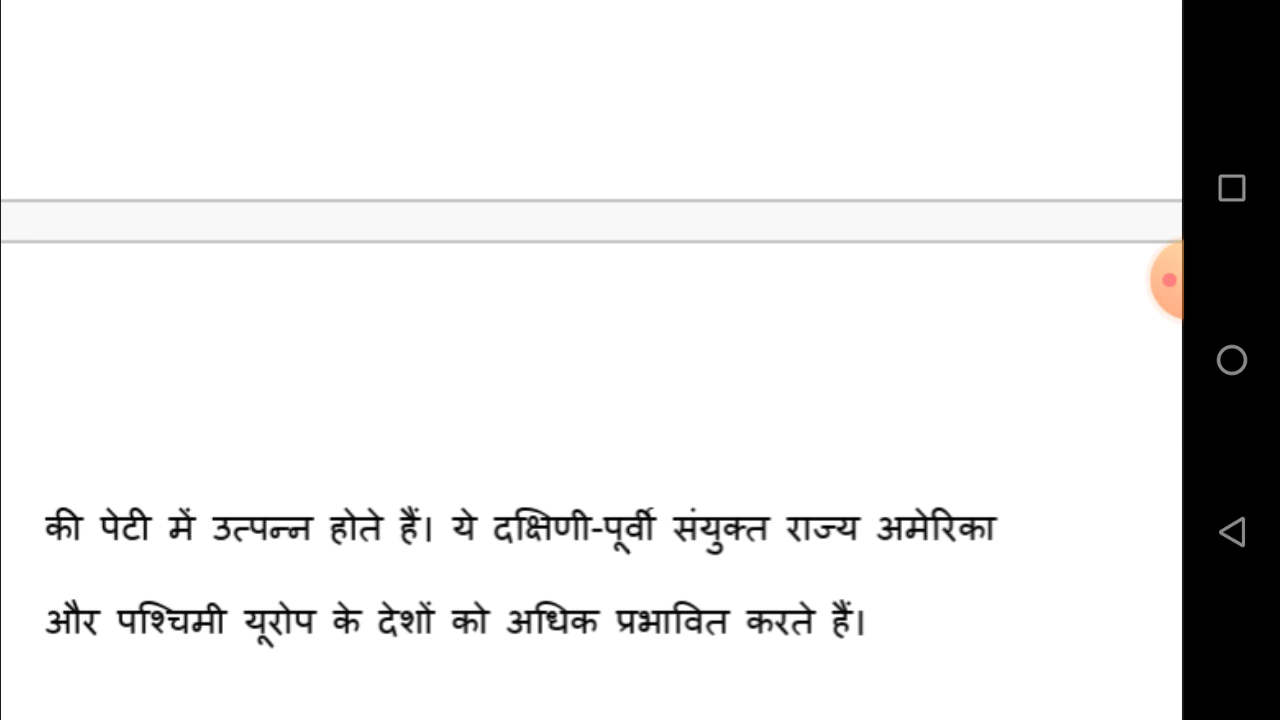 की पेटी में उत्पन्न होते हैं। ये दक्षिणी-पूर्वी संयुक्त राज्य अमेरिका
और पश्चिमी यूरोप के देशों को अधिक प्रभावित करते हैं।